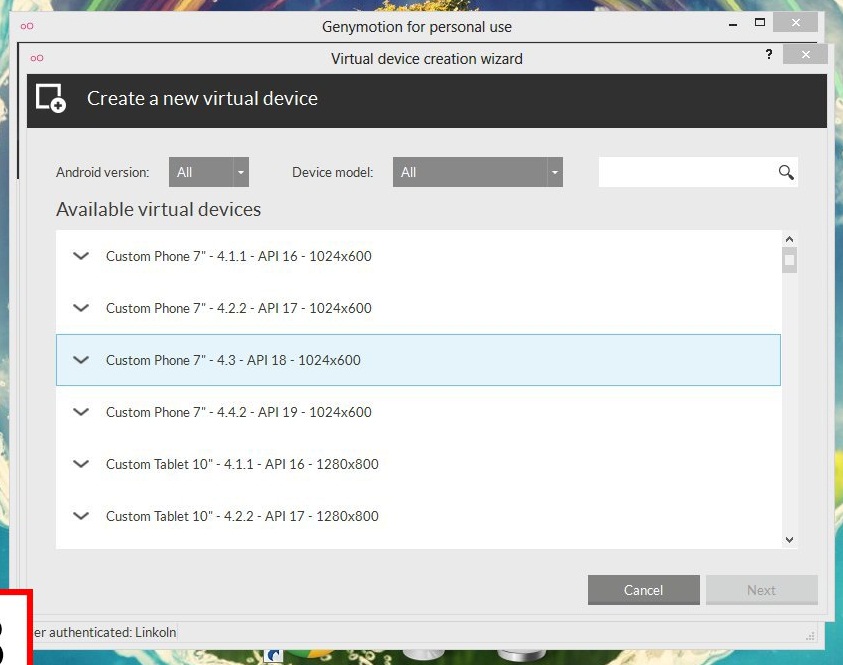 Genymotion for personal use
Virtual device creation wizard
?
Create a new virtual device
Android version: All Device model: All
Available virtual devices
Custom Phone 7" - 4.1.1 - API 16 - 1024x600
Custom Phone 7" - 4.2.2 - API 17 - 1024x600
Custom Phone 7" - 4.3 - API 18 - 1024x600
Custom Phone 7" - 4.4.2 - API 19 - 1024x600
Custom Tablet 10" - 4.1.1 - API 16 - 1280x800
Custom Tablet 10" - 4.2.2 - API 17 - 1280x800
Cancel Next
er authenticated: Linkoln